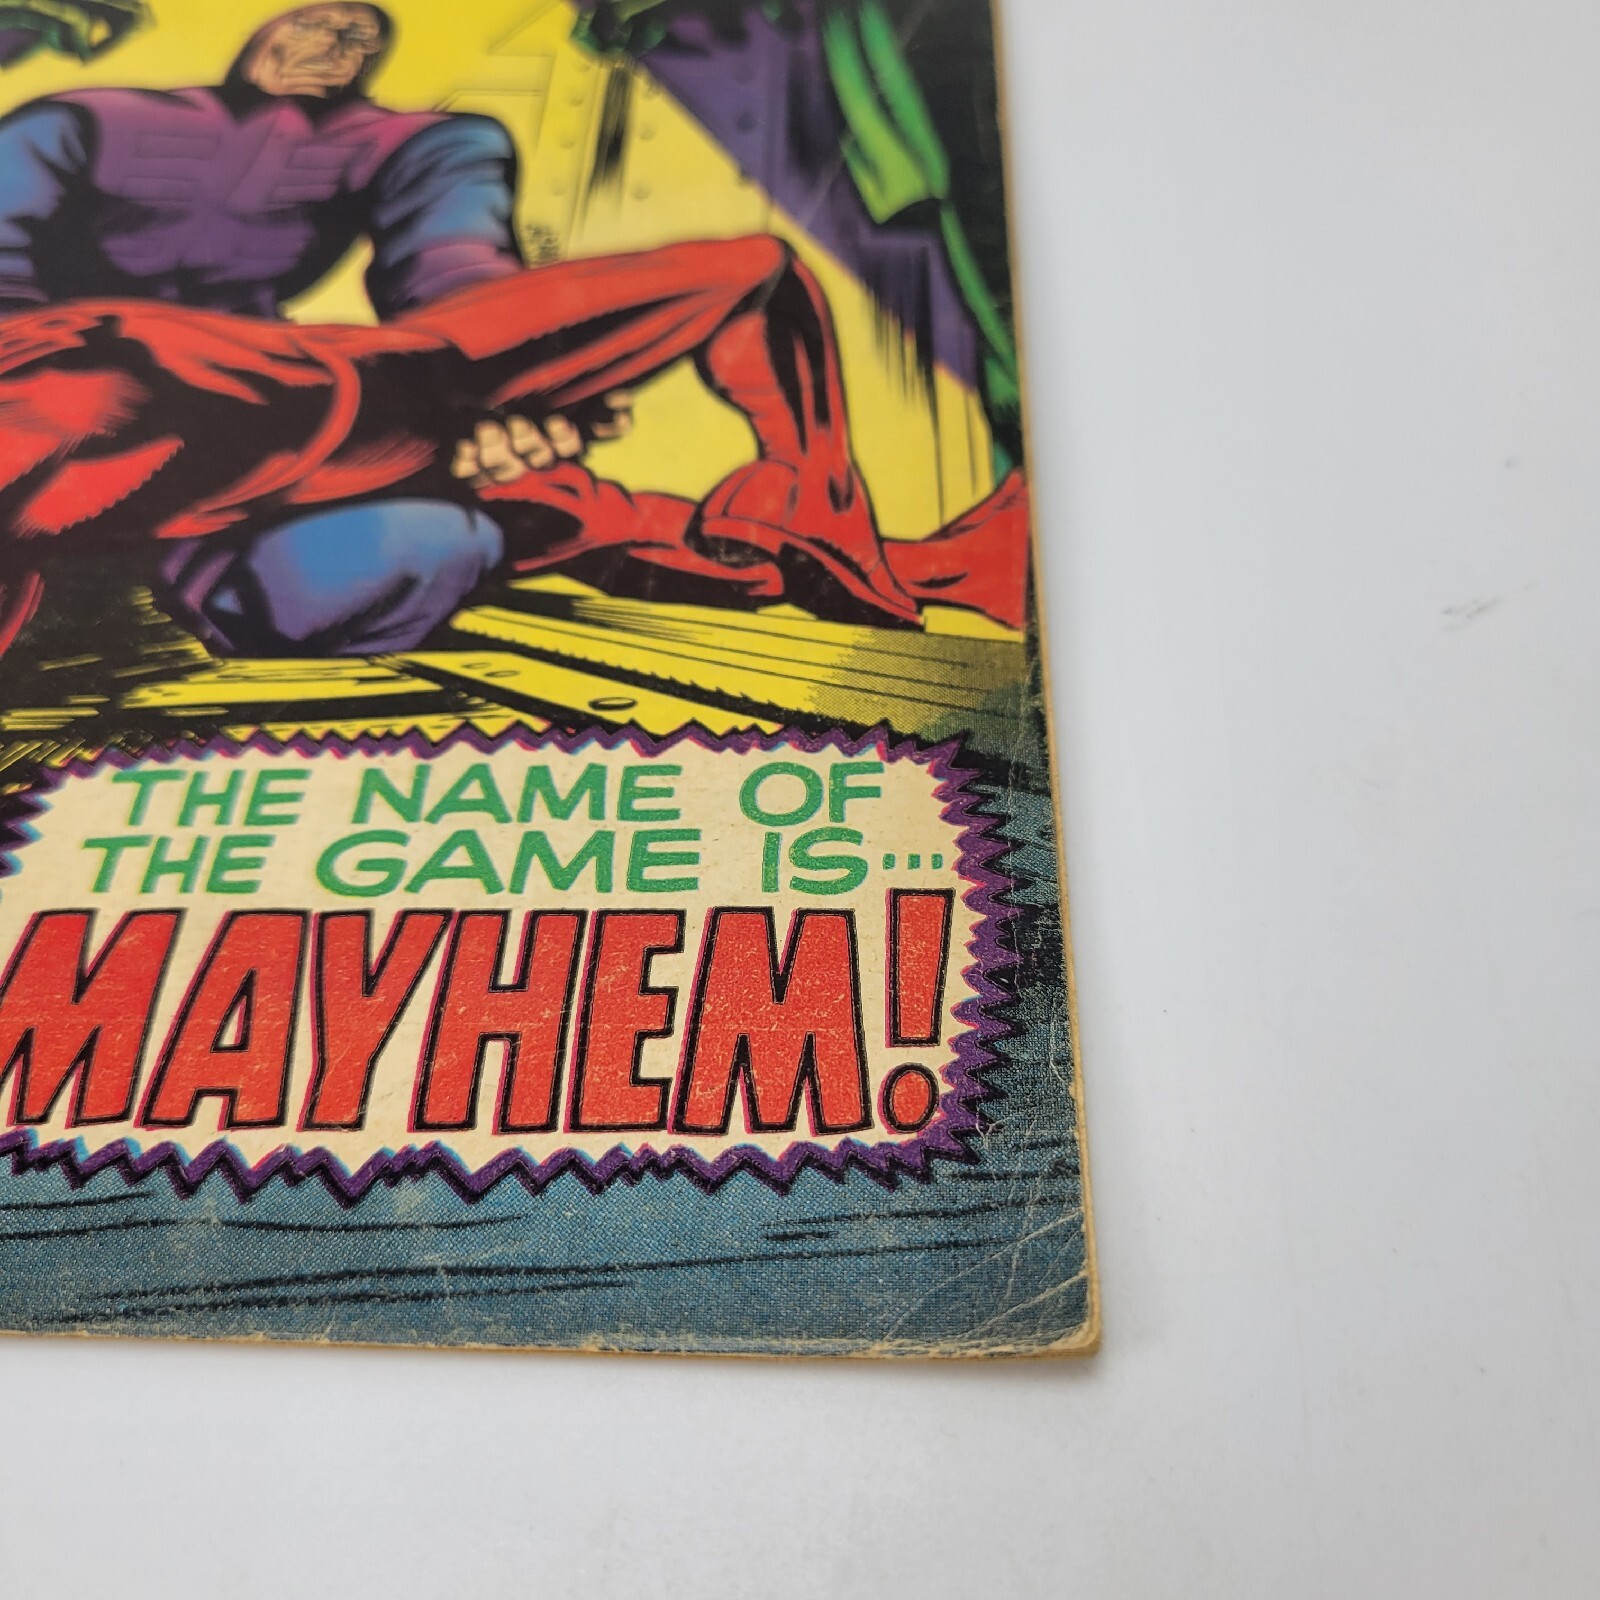 THE NAME OF
THE GAME IS...
MAYHEM!